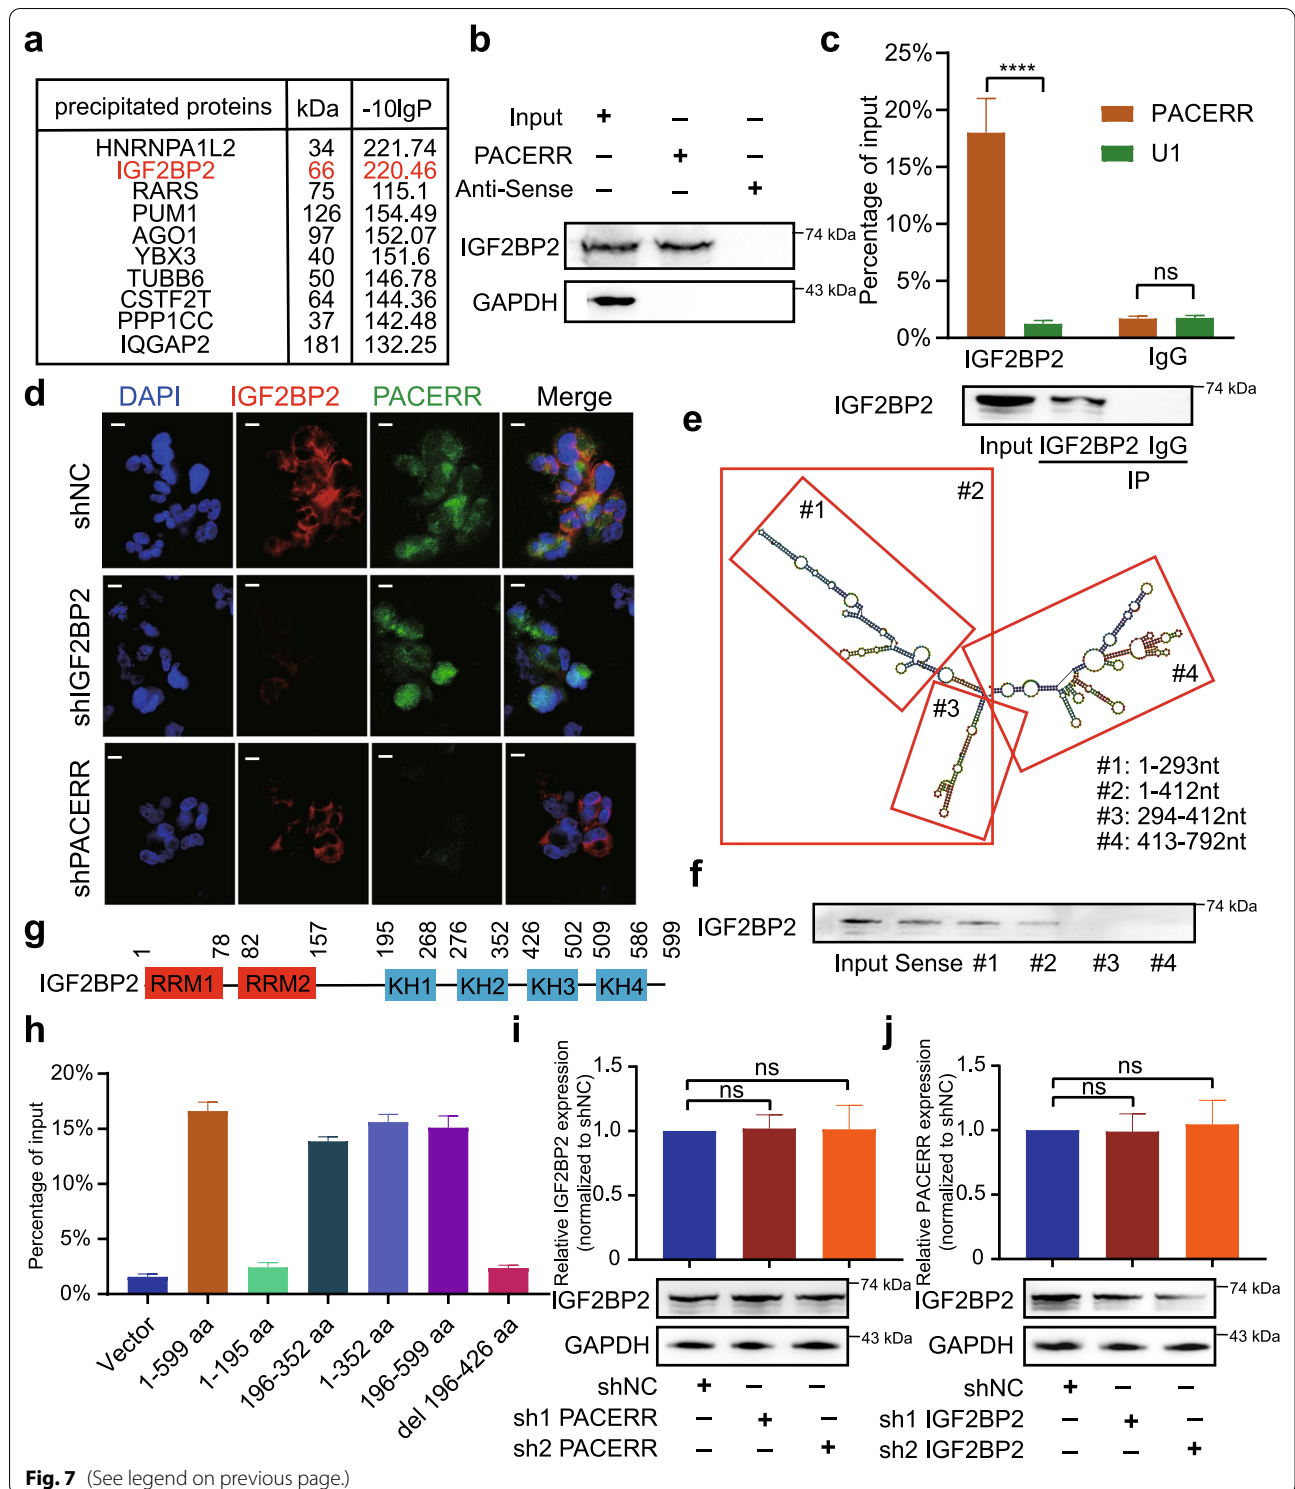 a
precipitated proteins kDa -10lgP
HNRNPA1L2 34 221.74
IGF2BP2 66 220.46
RARS 75 115.1
PUM1 126 154.49
AGO1 97 152.07
YBX3 40 151.6
TUBB6 50 146.78
CSTF2T 64 144.36
PPP1CC 37 142.48
IQGAP2 181 132.25
b
Input + – –
PACERR – + –
Anti-Sense – – +
IGF2BP2 74 kDa
GAPDH 43 kDa
c
Percentage of input
25%
20%
15%
10%
5%
0%
**** ns
PACERR
U1
IGF2BP2 IgG
IGF2BP2 74 kDa
Input IGF2BP2 IgG
IP
d
DAPI IGF2BP2 PACERR Merge
shNC
shIGF2BP2
shPACERR
e
#1 #2
#3 #4
#1: 1-293nt
#2: 1-412nt
#3: 294-412nt
#4: 413-792nt
f
IGF2BP2 74 kDa
Input Sense #1 #2 #3 #4
g
1 78 82 157 195 268 276 352 426 502 509 586 599
IGF2BP2 RRM1 RRM2 KH1 KH2 KH3 KH4
h
Percentage of input
20%
15%
10%
5%
0%
Vector 1-599 aa 1-195 aa 196-352 aa 1-352 aa 196-599 aa del 196-426 aa
i
Relative IGF2BP2 expression
(normalized to shNC)
1.5
1.0
0.5
0
ns
ns
IGF2BP2 74 kDa
GAPDH 43 kDa
shNC + – –
sh1 PACERR – + –
sh2 PACERR – – +
j
Relative PACERR expression
(normalized to shNC)
1.5
1.0
0.5
0
ns
ns
IGF2BP2 74 kDa
GAPDH 43 kDa
shNC + – –
sh1 IGF2BP2 – + –
sh2 IGF2BP2 – – +
Fig. 7 (See legend on previous page.)